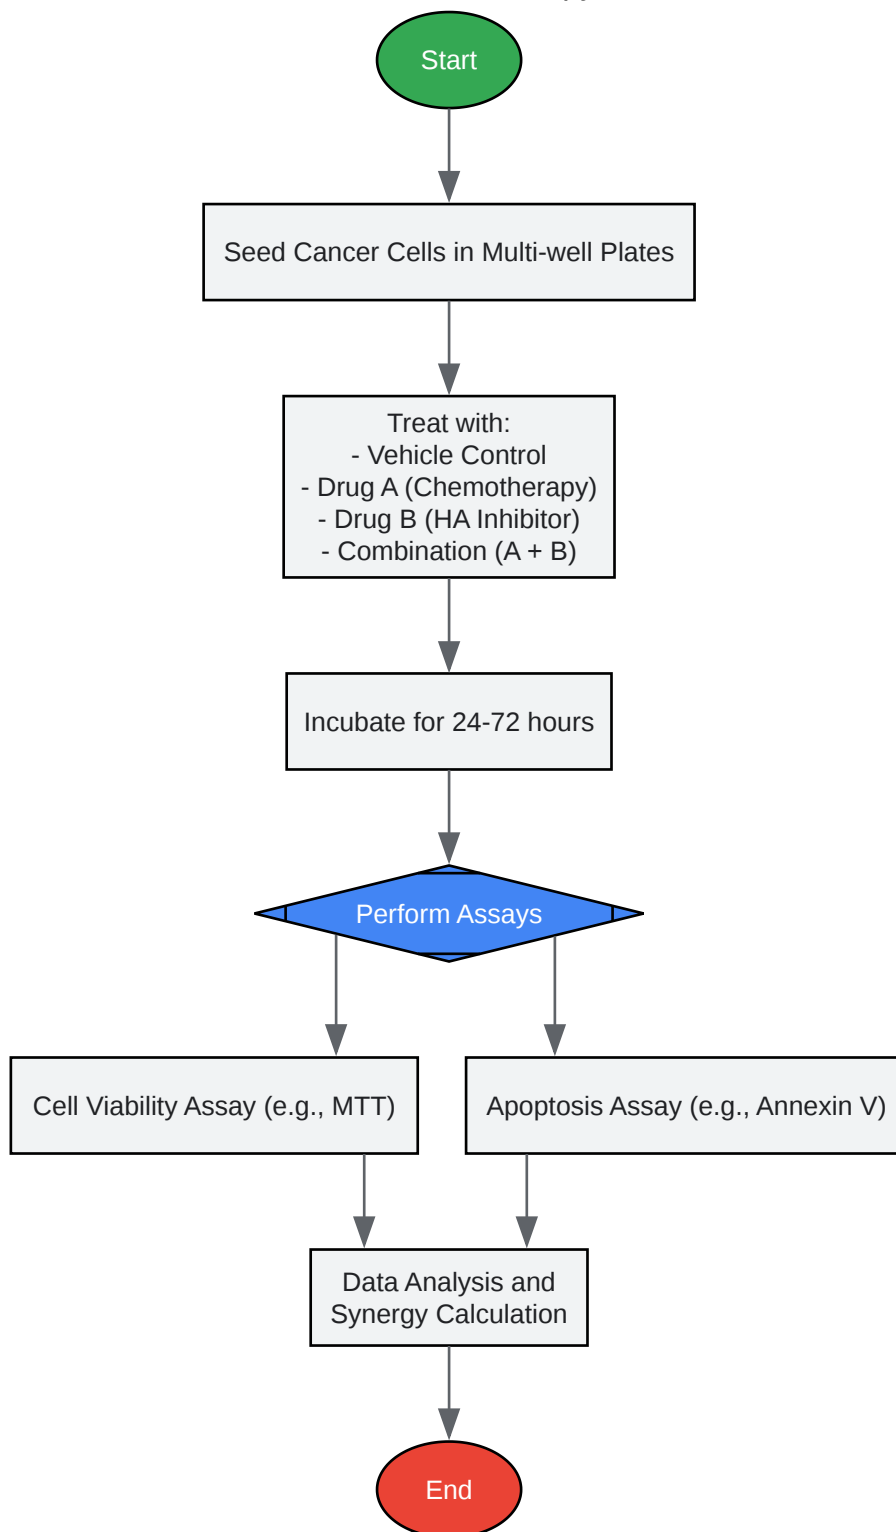 Start
Seed Cancer Cells in Multi-well Plates
Treat with:
- Vehicle Control
- Drug A (Chemotherapy)
- Drug B (HA Inhibitor)
- Combination (A + B)
Incubate for 24-72 hours
Perform Assays
Cell Viability Assay (e.g., MTT)
Apoptosis Assay (e.g., Annexin V)
Data Analysis and
Synergy Calculation
End